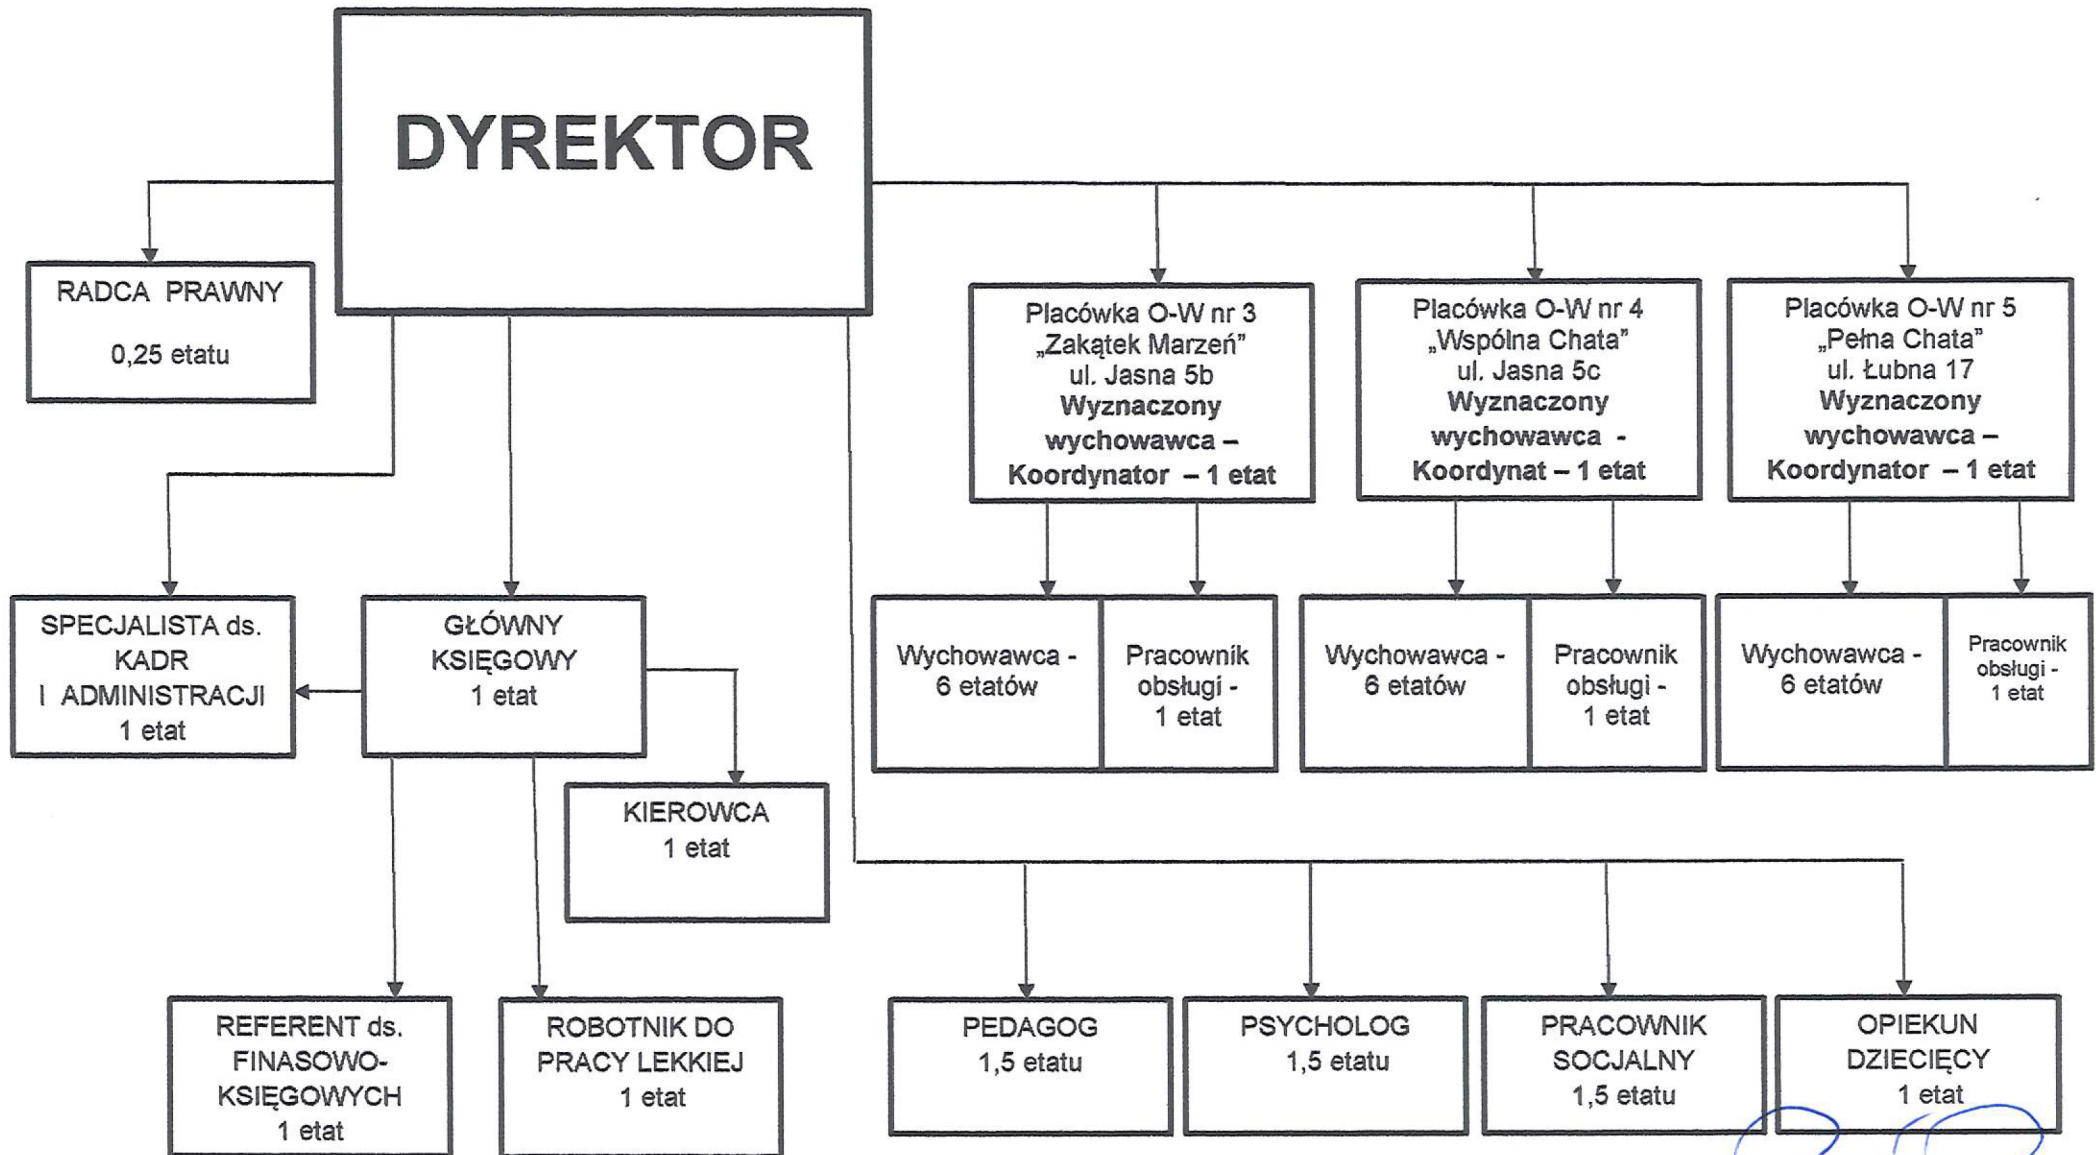 DYREKTOR
RADCA PRAWNY
0,25 etatu
Placówka O-W nr 3
„Zakątek Marzeń”
ul. Jasna 5b
Wyznaczony
wychowawca –
Koordynator – 1 etat
Placówka O-W nr 4
„Wspólna Chata”
ul. Jasna 5c
Wyznaczony
wychowawca -
Koordynat – 1 etat
Placówka O-W nr 5
„Pełna Chata”
ul. Łubna 17
Wyznaczony
wychowawca –
Koordynator – 1 etat
SPECJALISTA ds.
KADR
I ADMINISTRACJI
1 etat
GŁÓWNY
KSIĘGOWY
1 etat
Wychowawca -
6 etatów
Pracownik
obsługi -
1 etat
Wychowawca -
6 etatów
Pracownik
obsługi -
1 etat
Wychowawca -
6 etatów
Pracownik
obsługi -
1 etat
KIEROWCA
1 etat
REFERENT ds.
FINASOWO-
KSIĘGOWYCH
1 etat
ROBOTNIK DO
PRACY LEKKIEJ
1 etat
PEDAGOG
1,5 etatu
PSYCHOLOG
1,5 etatu
PRACOWNIK
SOCJALNY
1,5 etatu
OPIEKUN
DZIECIĘCY
1 etat